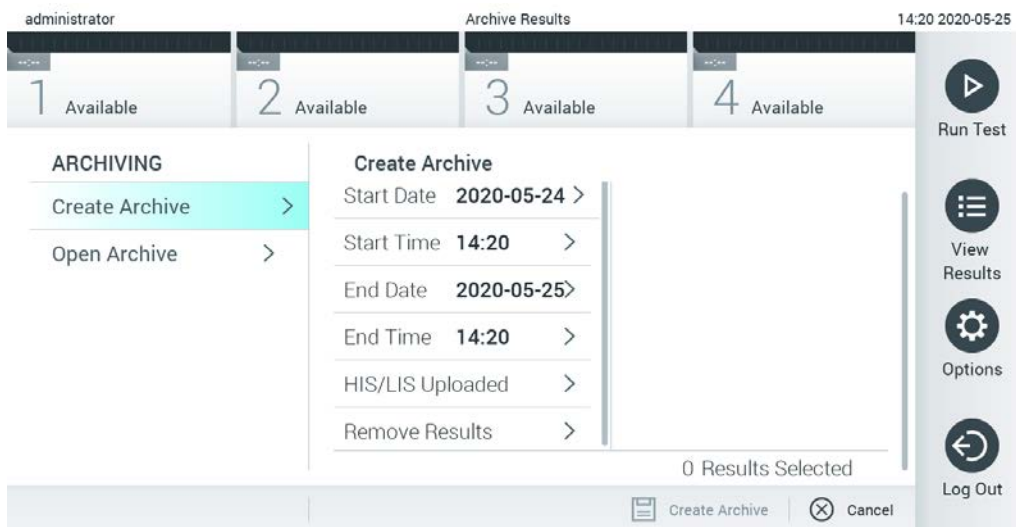 administrator Archive Results 14:20 2020-05-25
--:-- --:-- --:-- --:--
1 Available 2 Available 3 Available 4 Available
Run Test
View
Results
Options
Log Out
ARCHIVING
Create Archive
Open Archive
Create Archive
Start Date 2020-05-24
Start Time 14:20
End Date 2020-05-25
End Time 14:20
HIS/LIS Uploaded
Remove Results
0 Results Selected
Create Archive Cancel